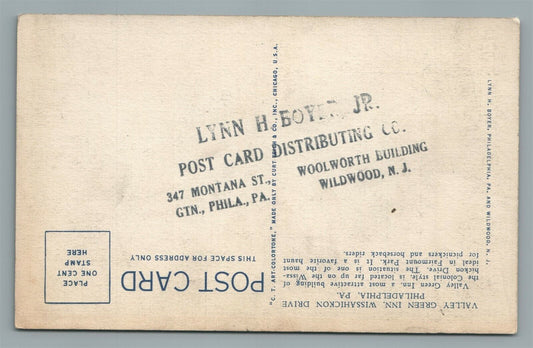 LYNN H. BOYER, JR.
POST CARD DISTRIBUTING CO.
347 MONTANA ST.,
GTN., PHILA., PA.
WOOLWORTH BUILDING
WILDWOOD, N. J.
VALLEY GREEN INN, WISSAHICKON DRIVE
PHILADELPHIA, PA.
Valley Green Inn, a most attractive building of
the Colonial style, is located far up on the Wissa-
hickon Drive. The situation is one of the most
ideal in Fairmount Park. It is a favorite haunt
for picnickers and horseback riders.
"C. T. ART-COLORTONE," MADE ONLY BY CURT TEICH & CO., INC., CHICAGO, U.S.A.
POST CARD
THIS SPACE FOR ADDRESS ONLY
PLACE
ONE CENT
STAMP
HERE
LYNN H. BOYER, PHILADELPHIA, PA. AND WILDWOOD, N. J.